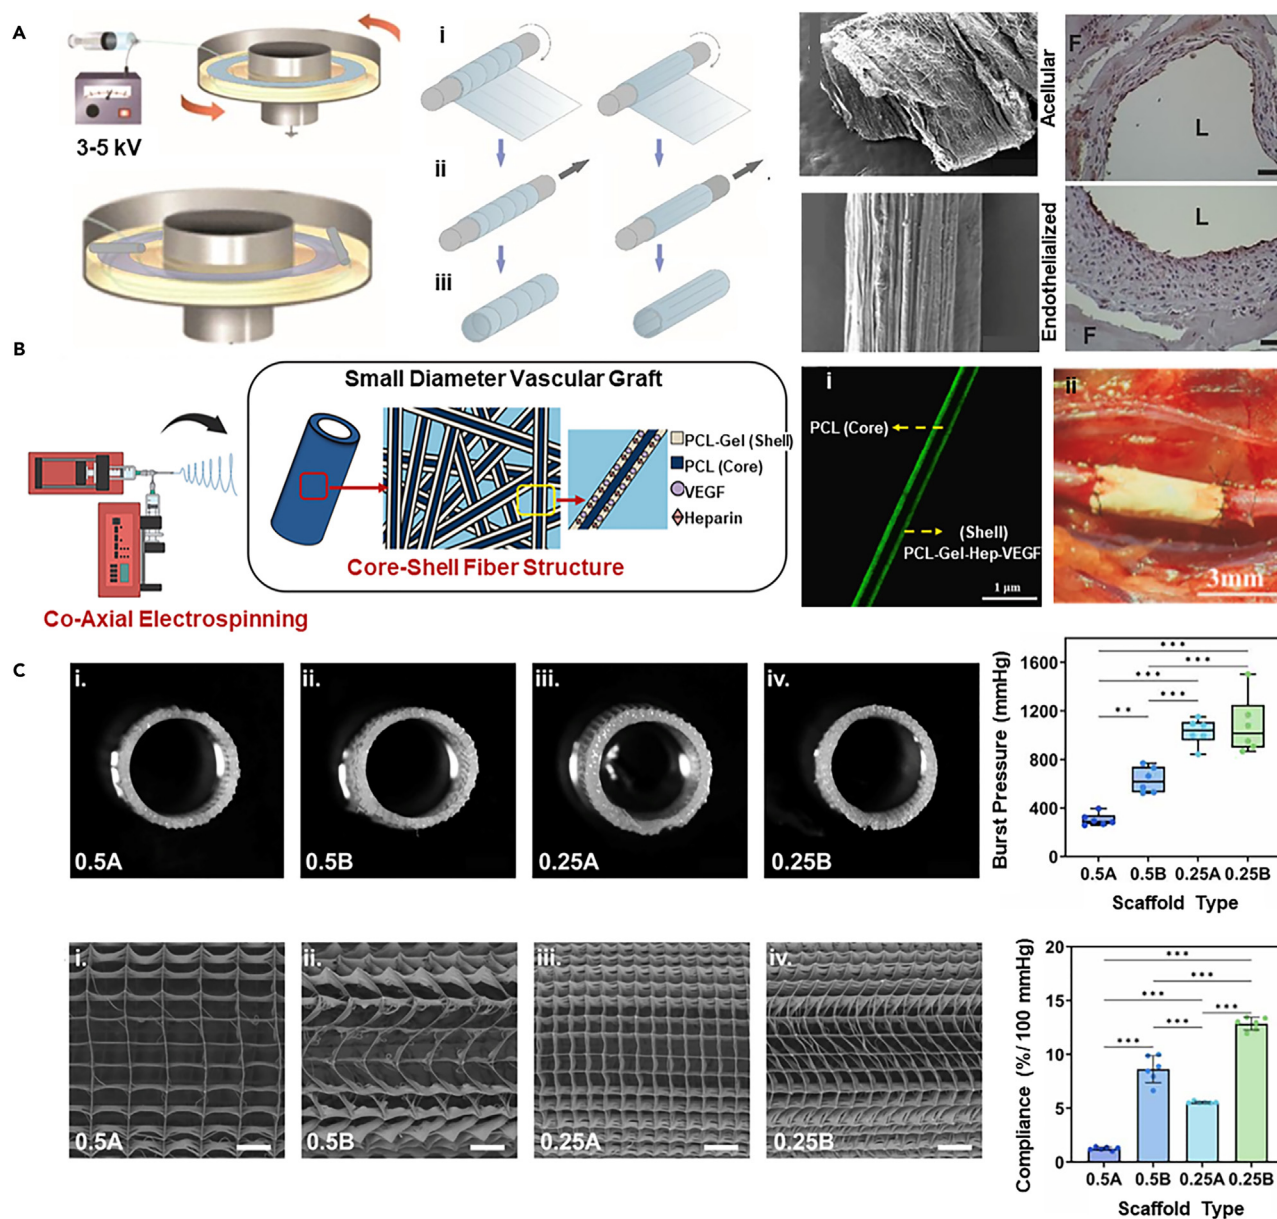 A
3-5 kV
i
ii
iii
Acellular
F
L
Endothelialized
L
F
B
Small Diameter Vascular Graft
PCL-Gel (Shell)
PCL (Core)
VEGF
Heparin
Core-Shell Fiber Structure
Co-Axial Electrospinning
i
PCL (Core)
(Shell)
PCL-Gel-Hep-VEGF
1 μm
ii
3mm
C
i.
0.5A
ii.
0.5B
iii.
0.25A
iv.
0.25B
Burst Pressure (mmHg)
1600
1200
800
400
0
***
***
***
***
**
0.5A 0.5B 0.25A 0.25B
Scaffold Type
i.
0.5A
ii.
0.5B
iii.
0.25A
iv.
0.25B
Compliance (%/100 mmHg)
20
15
10
5
0
***
***
***
***
***
***
0.5A 0.5B 0.25A 0.25B
Scaffold Type